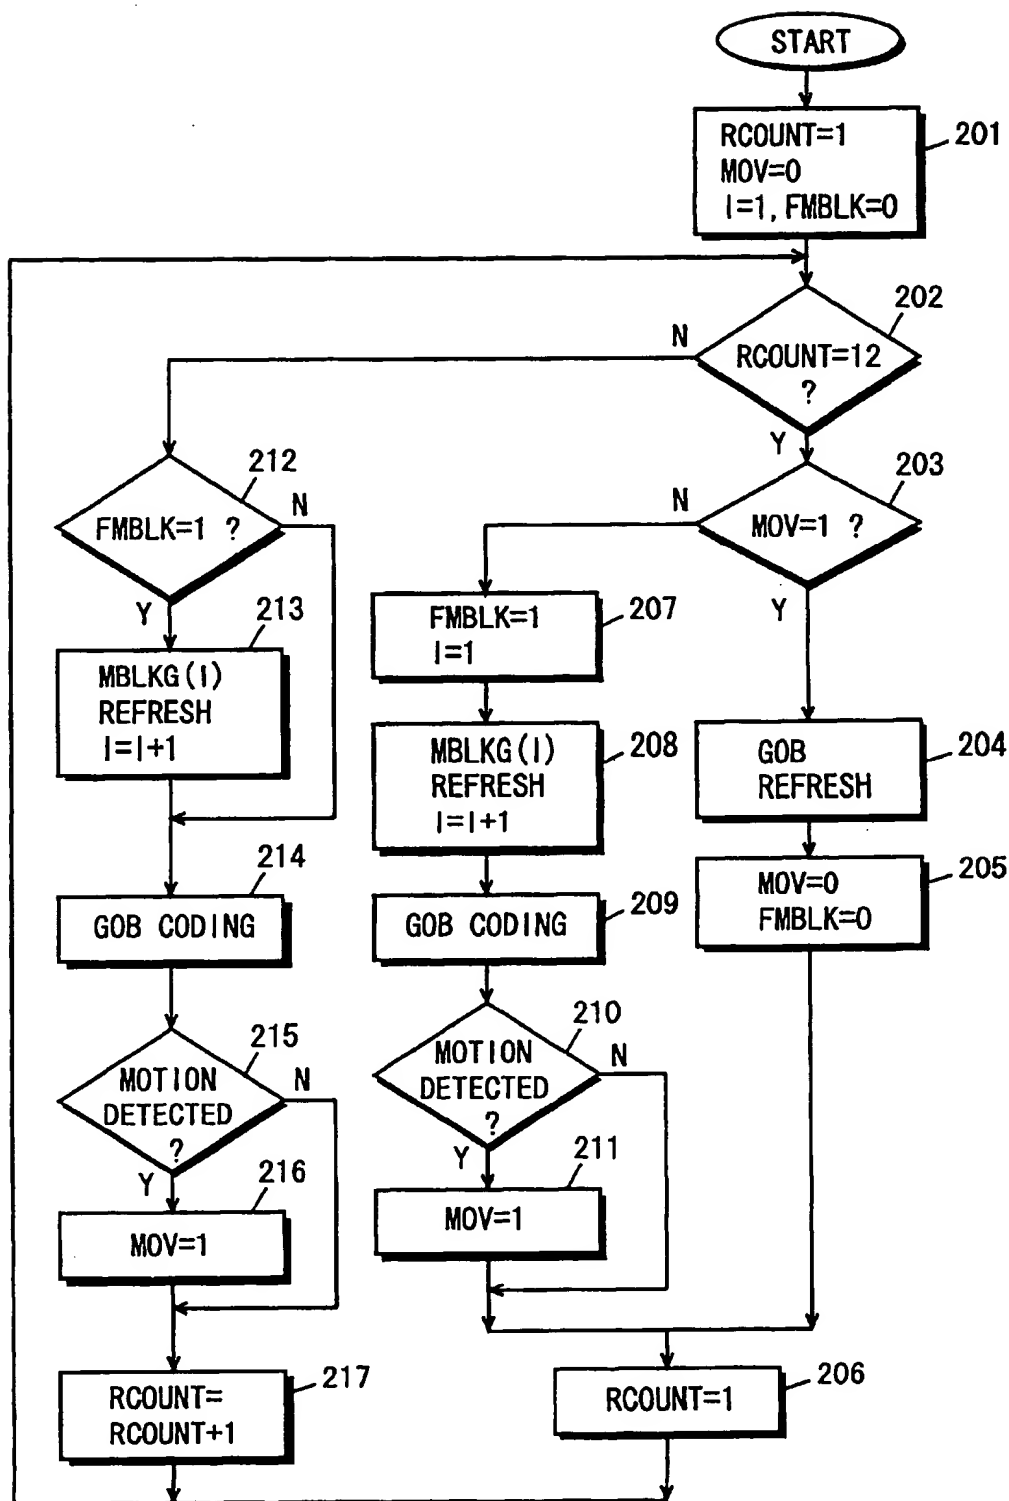 START
RCOUNT=1
MOV=0
I=1, FMBLK=0
201
202
RCOUNT=12
?
N
Y
203
MOV=1 ?
N
Y
212
FMBLK=1 ?
N
Y
213
MBLKG(I)
REFRESH
I=I+1
207
FMBLK=1
I=1
208
MBLKG(I)
REFRESH
I=I+1
204
GOB
REFRESH
205
MOV=0
FMBLK=0
214
GOB CODING
209
GOB CODING
215
MOTION
DETECTED
?
N
Y
210
MOTION
DETECTED
?
N
Y
216
MOV=1
211
MOV=1
217
RCOUNT=
RCOUNT+1
206
RCOUNT=1